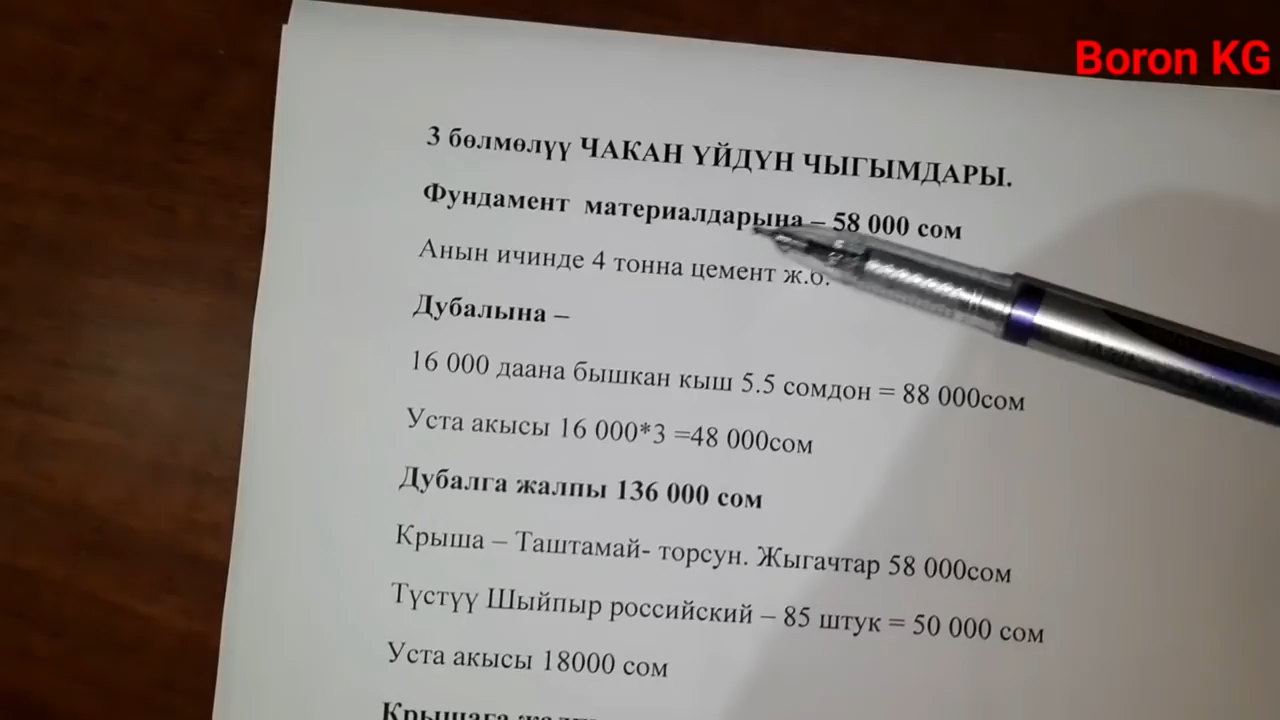 Boron KG
3 бөлмөлүү ЧАКАН ҮЙДҮН ЧЫГЫМДАРЫ.
Фундамент материалдарына – 58 000 сом
Анын ичинде 4 тонна цемент ж.б.
Дубалына –
16 000 даана бышкан кыш 5.5 сомдон = 88 000сом
Уста акысы 16 000*3 =48 000сом
Дубалга жалпы 136 000 сом
Крыша – Таштамай- торсун. Жыгачтар 58 000сом
Түстүү Шыйпыр российский – 85 штук = 50 000 сом
Уста акысы 18000 сом
Крышага